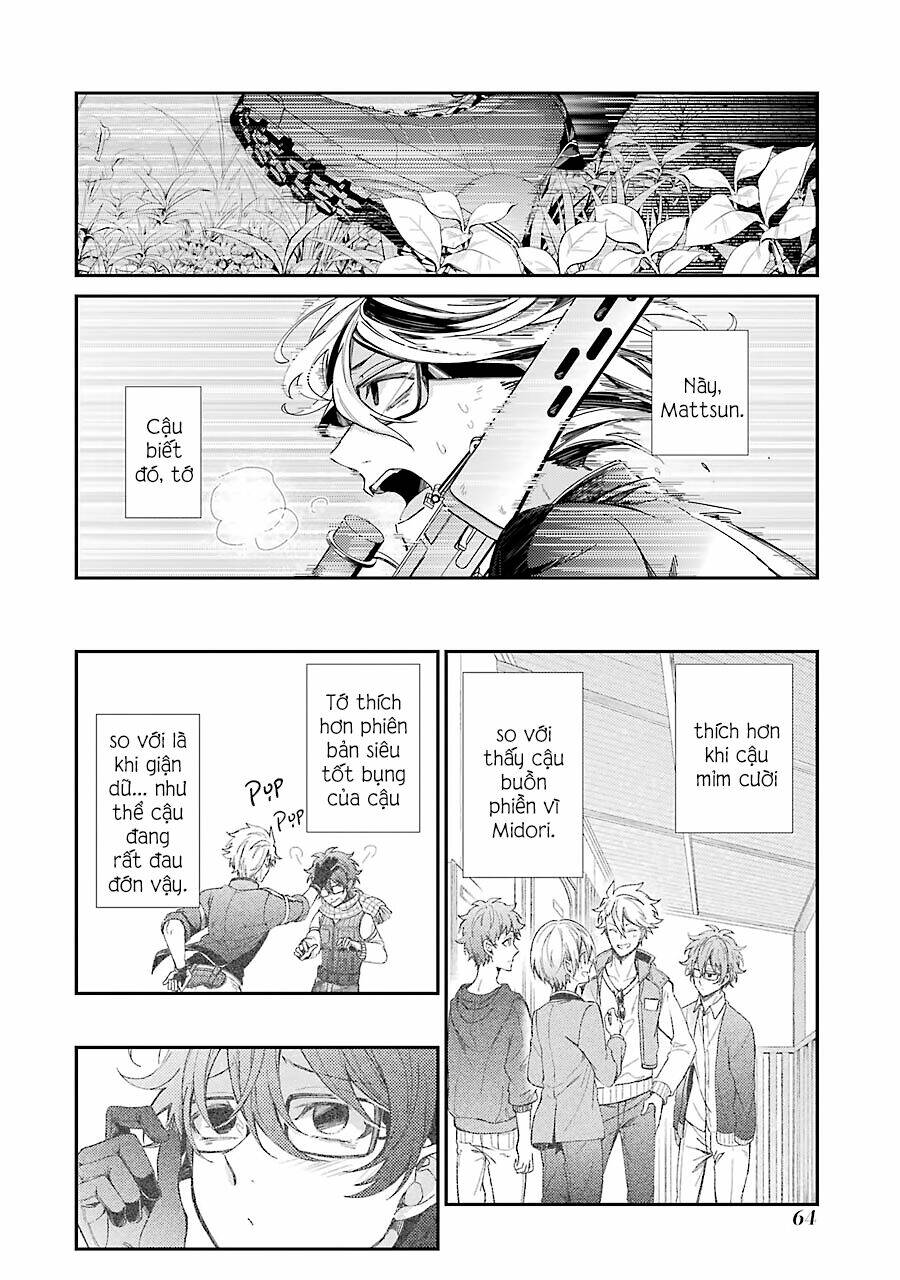 Này,
Mattsun.
Cậu
biết
đó, tớ
thích hơn
khi cậu
mỉm cười
so với
thấy cậu
buồn
phiền vì
Midori.
Tớ thích
hơn phiên
bản siêu
tốt bụng
của cậu
so với là
khi giận
dữ... như
thể cậu
đang
rất đau
đớn vậy.
Pụp
Pụp
?
?
64